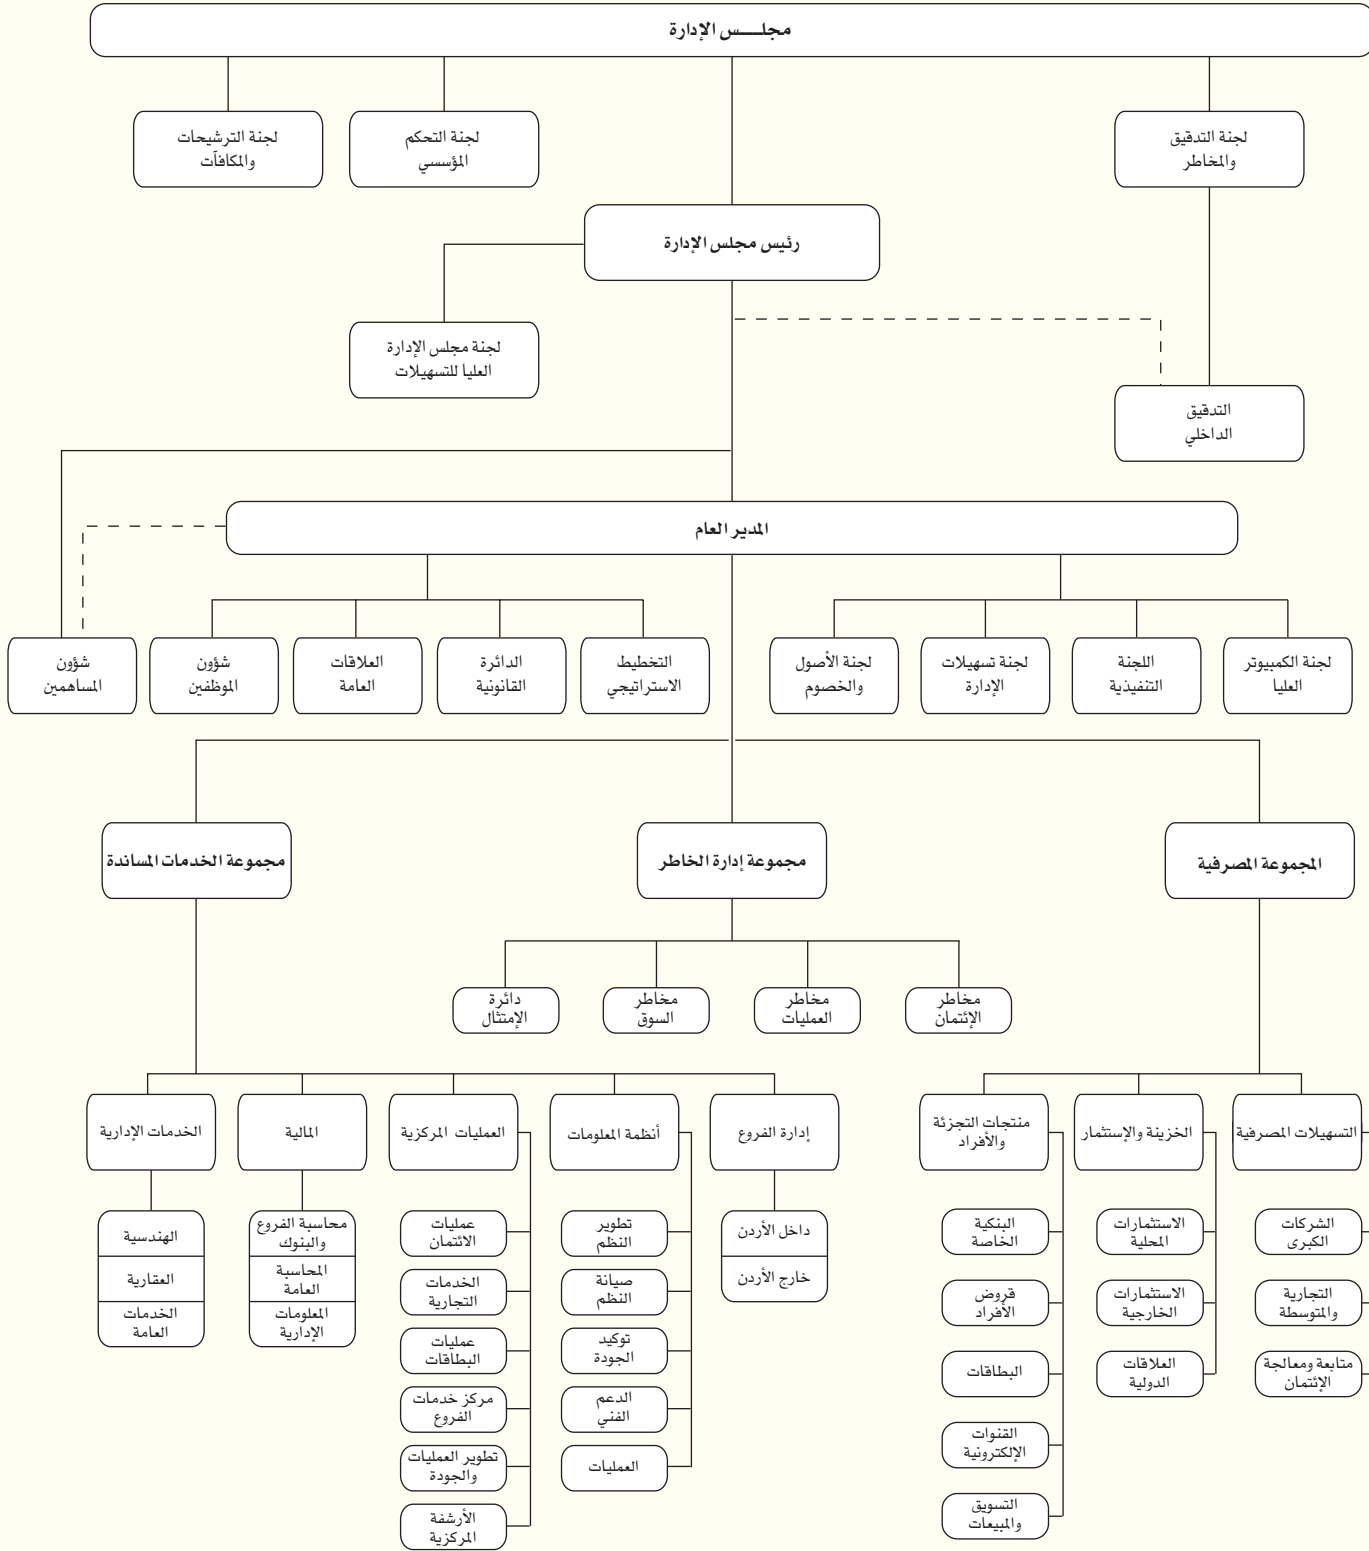 مجلـــس الإدارة
لجنة التدقيق
والمخاطر
لجنة التحكم
المؤسسي
لجنة الترشيحات
والمكافآت
رئيس مجلس الإدارة
لجنة مجلس الإدارة
العليا للتسهيلات
التدقيق
الداخلي
المدير العام
لجنة الكمبيوتر
العليا
اللجنة
التنفيذية
لجنة تسهيلات
الإدارة
لجنة الأصول
والخصوم
التخطيط
الاستراتيجي
الدائرة
القانونية
العلاقات
العامة
شؤون
الموظفين
شؤون
المساهمين
المجموعة المصرفية
مجموعة إدارة الخاطر
مجموعة الخدمات المساندة
مخاطر
الإئتمان
مخاطر
العمليات
مخاطر
السوق
دائرة
الإمتثال
التسهيلات المصرفية
الخزينة والإستثمار
منتجات التجزئة
والأفراد
إدارة الفروع
أنظمة المعلومات
العمليات المركزية
المالية
الخدمات الإدارية
الشركات
الكبرى
التجارية
والمتوسطة
متابعة ومعالجة
الإئتمان
الاستثمارات
المحلية
الاستثمارات
الخارجية
العلاقات
الدولية
البنكية
الخاصة
قروض
الأفراد
البطاقات
القنوات
الإلكترونية
التسويق
والمبيعات
داخل الأردن
خارج الأردن
تطوير
النظم
صيانة
النظم
توكيد
الجودة
الدعم
الفني
العمليات
عمليات
الائتمان
الخدمات
التجارية
عمليات
البطاقات
مركز خدمات
الفروع
تطوير العمليات
والجودة
الأرشفة
المركزية
محاسبة الفروع
والبنوك
المحاسبة
العامة
المعلومات
الإدارية
الهندسية
العقارية
الخدمات
العامة